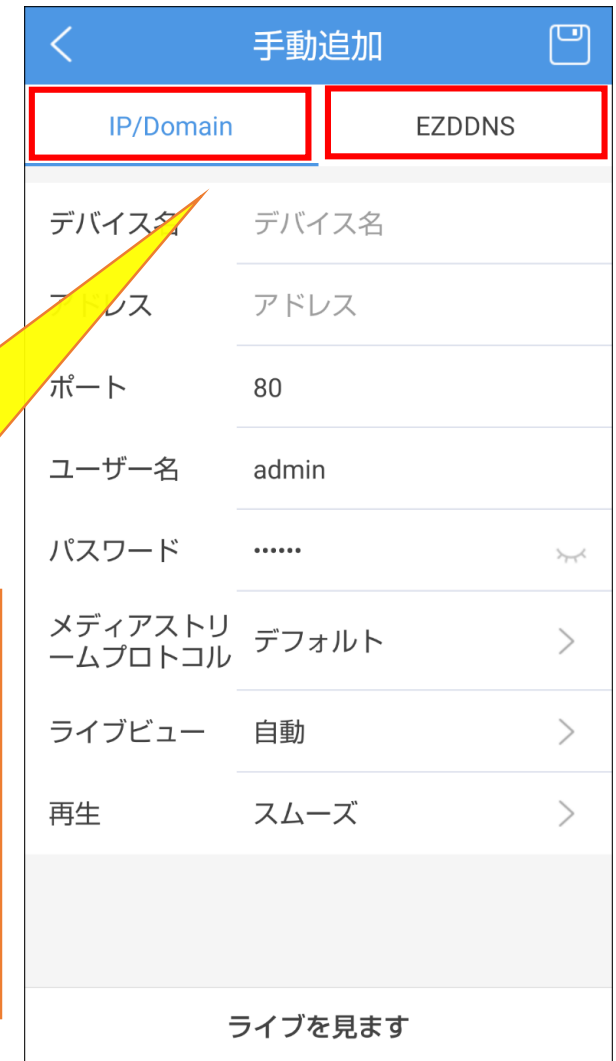 手動追加
IP/Domain EZDDNS
デバイス名 デバイス名
アドレス アドレス
ポート 80
ユーザー名 admin
パスワード ••••••
メディアストリ
ームプロトコル デフォルト
ライブビュー 自動
再生 スムーズ
ライブを見ます